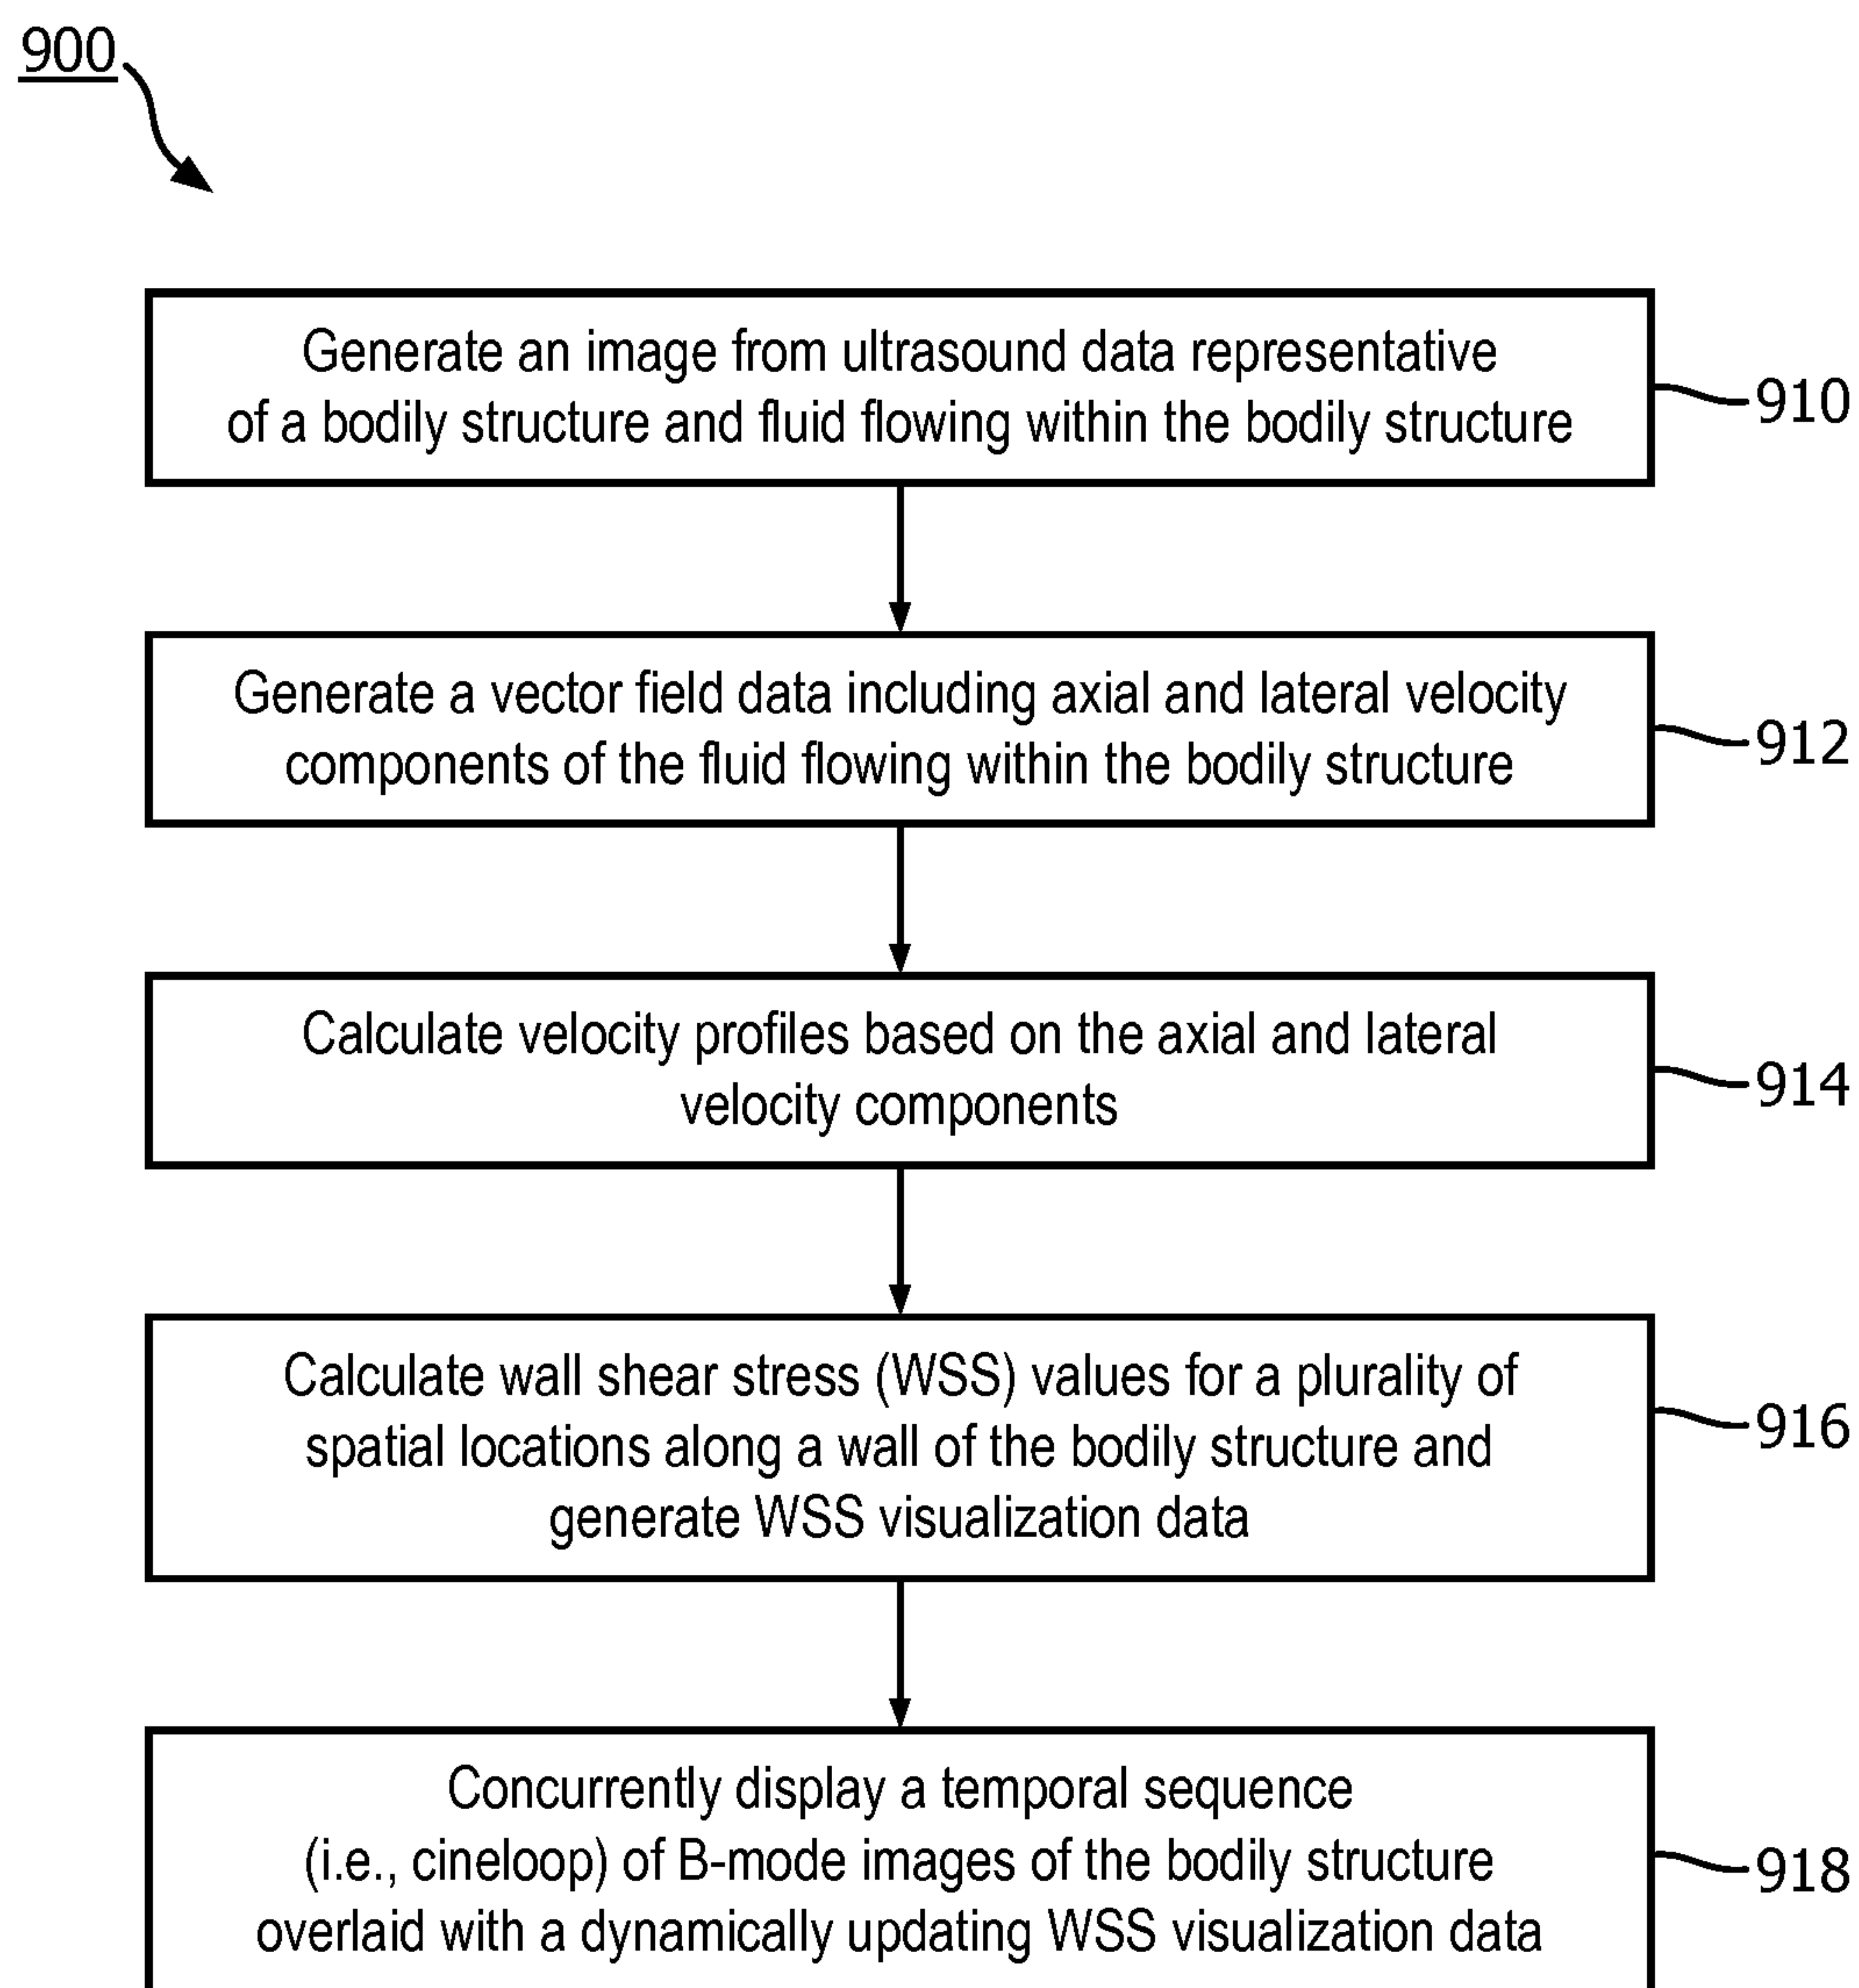 900
Generate an image from ultrasound data representative
of a bodily structure and fluid flowing within the bodily structure
910
Generate a vector field data including axial and lateral velocity
components of the fluid flowing within the bodily structure
912
Calculate velocity profiles based on the axial and lateral
velocity components
914
Calculate wall shear stress (WSS) values for a plurality of
spatial locations along a wall of the bodily structure and
generate WSS visualization data
916
Concurrently display a temporal sequence
(i.e., cineloop) of B-mode images of the bodily structure
overlaid with a dynamically updating WSS visualization data
918